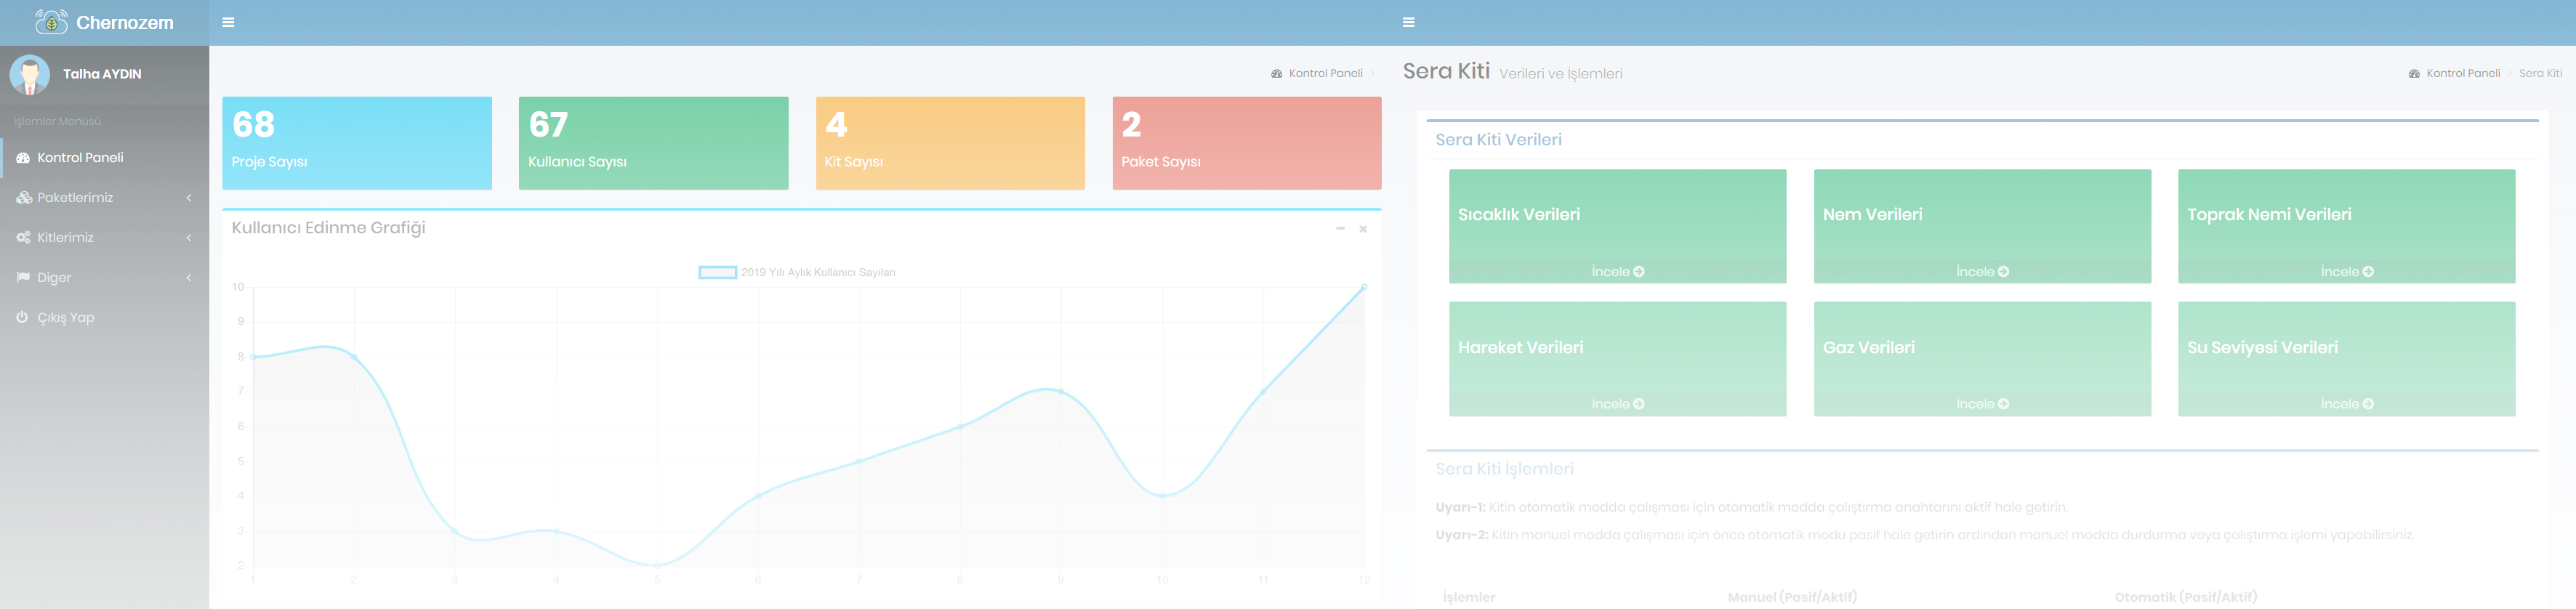 Chernozem
Talha AYDIN
İşlemler Menüsü
Kontrol Paneli
Paketlerimiz
Kitlerimiz
Diger
Çıkış Yap
Kontrol Paneli
68
Proje Sayısı
67
Kullanıcı Sayısı
4
Kit Sayısı
2
Paket Sayısı
Kullanıcı Edinme Grafiği
2019 Yılı Aylık Kullanıcı Sayıları
10
9
8
7
6
5
4
3
2
1 2 3 4 5 6 7 8 9 10 11 12
Sera Kiti Verileri ve İşlemleri
Kontrol Paneli > Sera Kiti
Sera Kiti Verileri
Sıcaklık Verileri
İncele
Nem Verileri
İncele
Toprak Nemi Verileri
İncele
Hareket Verileri
İncele
Gaz Verileri
İncele
Su Seviyesi Verileri
İncele
Sera Kiti İşlemleri
Uyarı-1: Kitin otomatik modda çalışması için otomatik modda çalıştırma anahtarını aktif hale getirin.
Uyarı-2: Kitin manuel modda çalışması için önce otomatik modu pasif hale getirin ardından manuel modda durdurma veya çalıştırma işlemi yapabilirsiniz.
İşlemler Manuel (Pasif/Aktif) Otomatik (Pasif/Aktif)